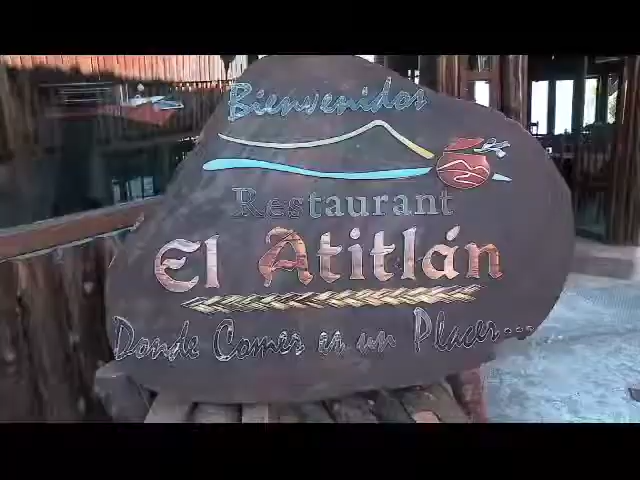 Bienvenidos
Restaurant
El Atitlán
Donde Comer es un Placer...